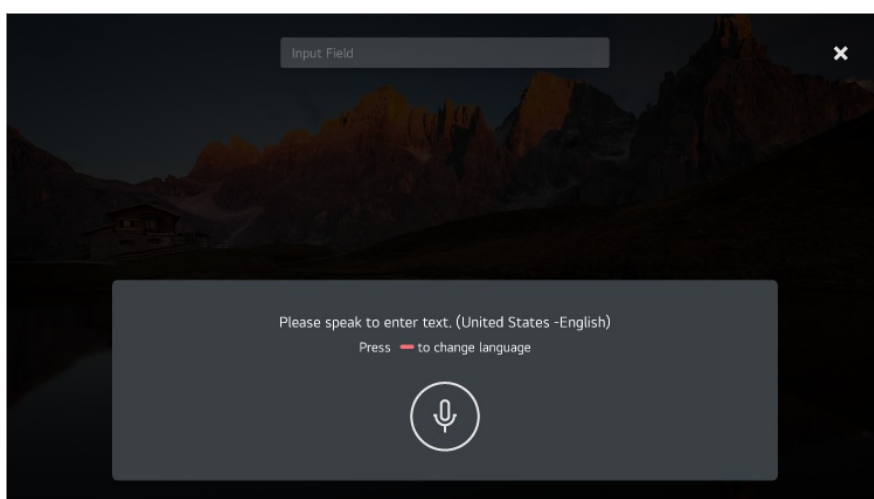 Input Field
Please speak to enter text. (United States -English)
Press to change language